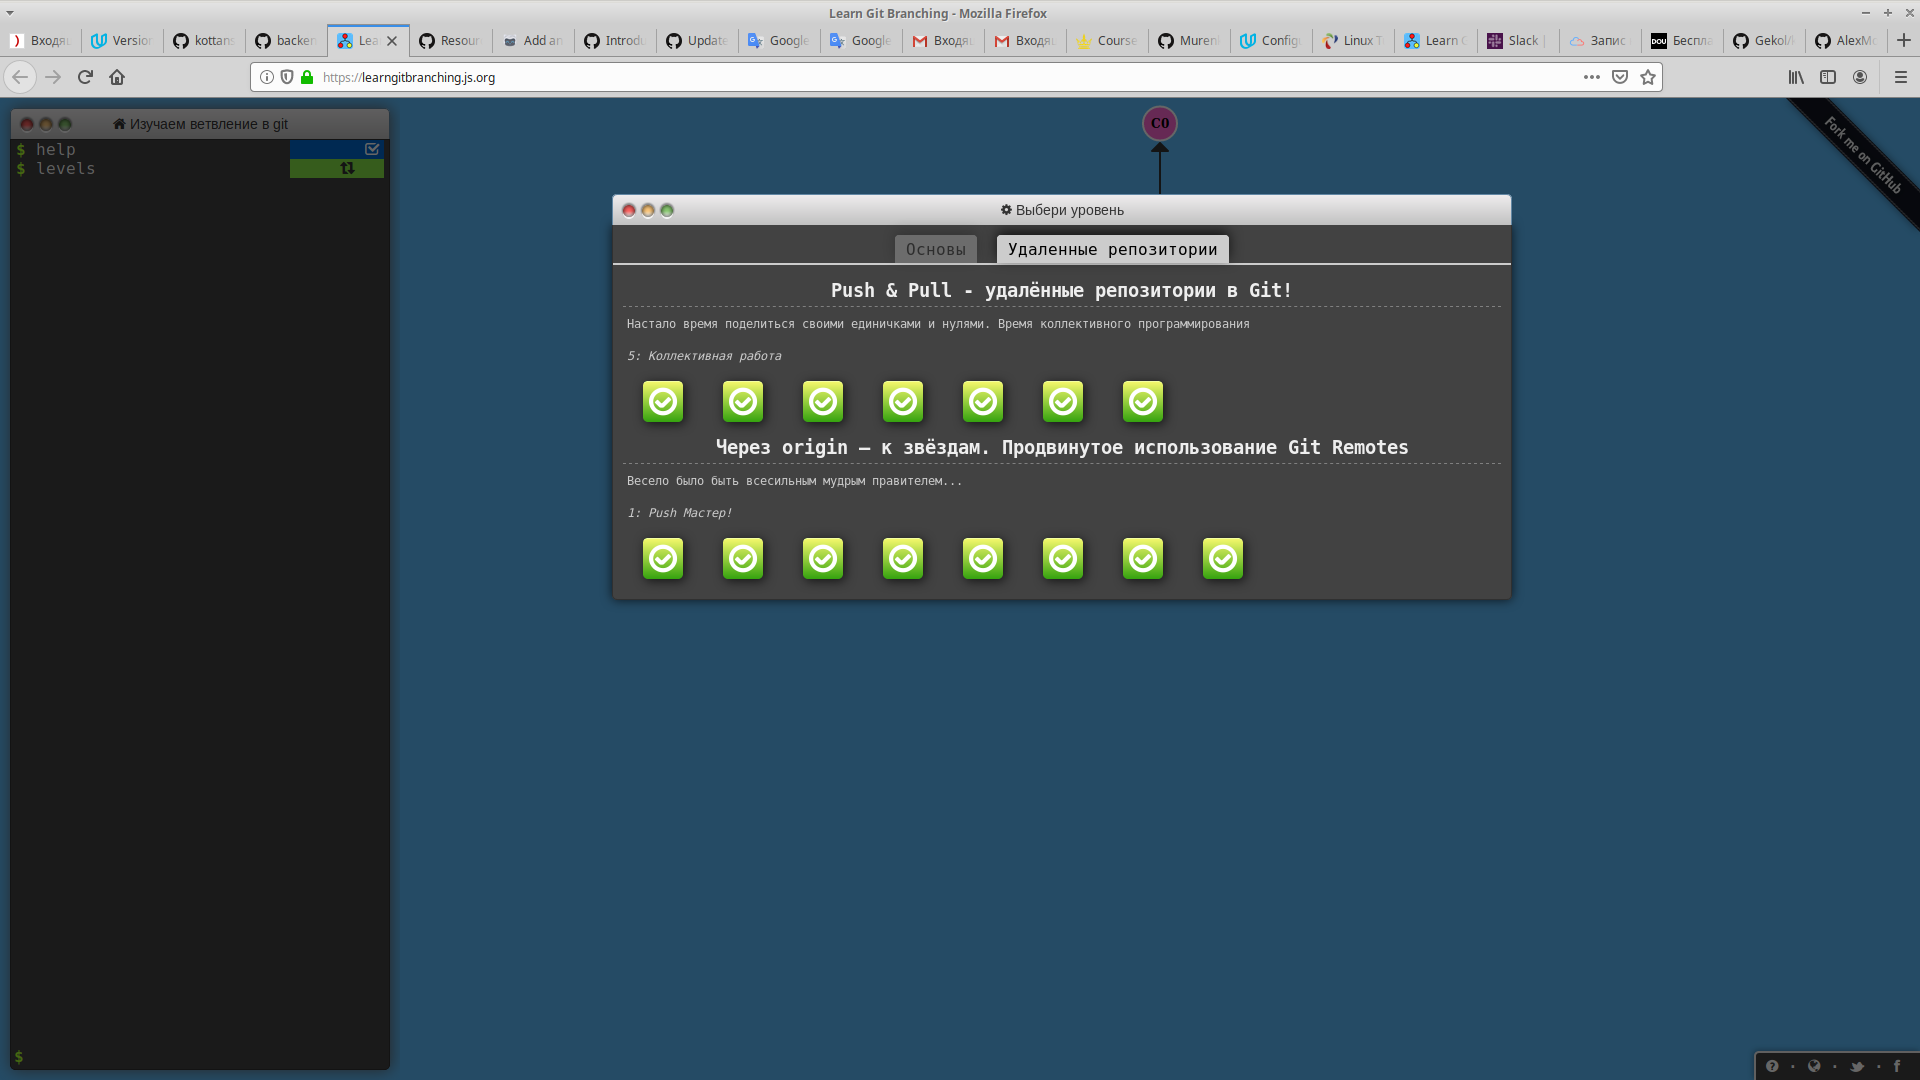 Learn Git Branching - Mozilla Firefox
Входящ
Version
kottans
backen
Lea
Resour
Add an
Introdu
Update
Google
Google
Входящ
Входящ
Course
Muren
Config
Linux T
Learn G
Slack |
Запис
DOU Беспла
Gekol/
AlexMo
https://learngitbranching.js.org
Изучаем ветвление в git
$ help
$ levels
$
C0
Fork me on GitHub
Выбери уровень
Основы
Удаленные репозитории
Push & Pull - удалённые репозитории в Git!
Настало время поделиться своими единичками и нулями. Время коллективного программирования
5: Коллективная работа
Через origin – к звёздам. Продвинутое использование Git Remotes
Весело было быть всесильным мудрым правителем...
1: Push Мастер!